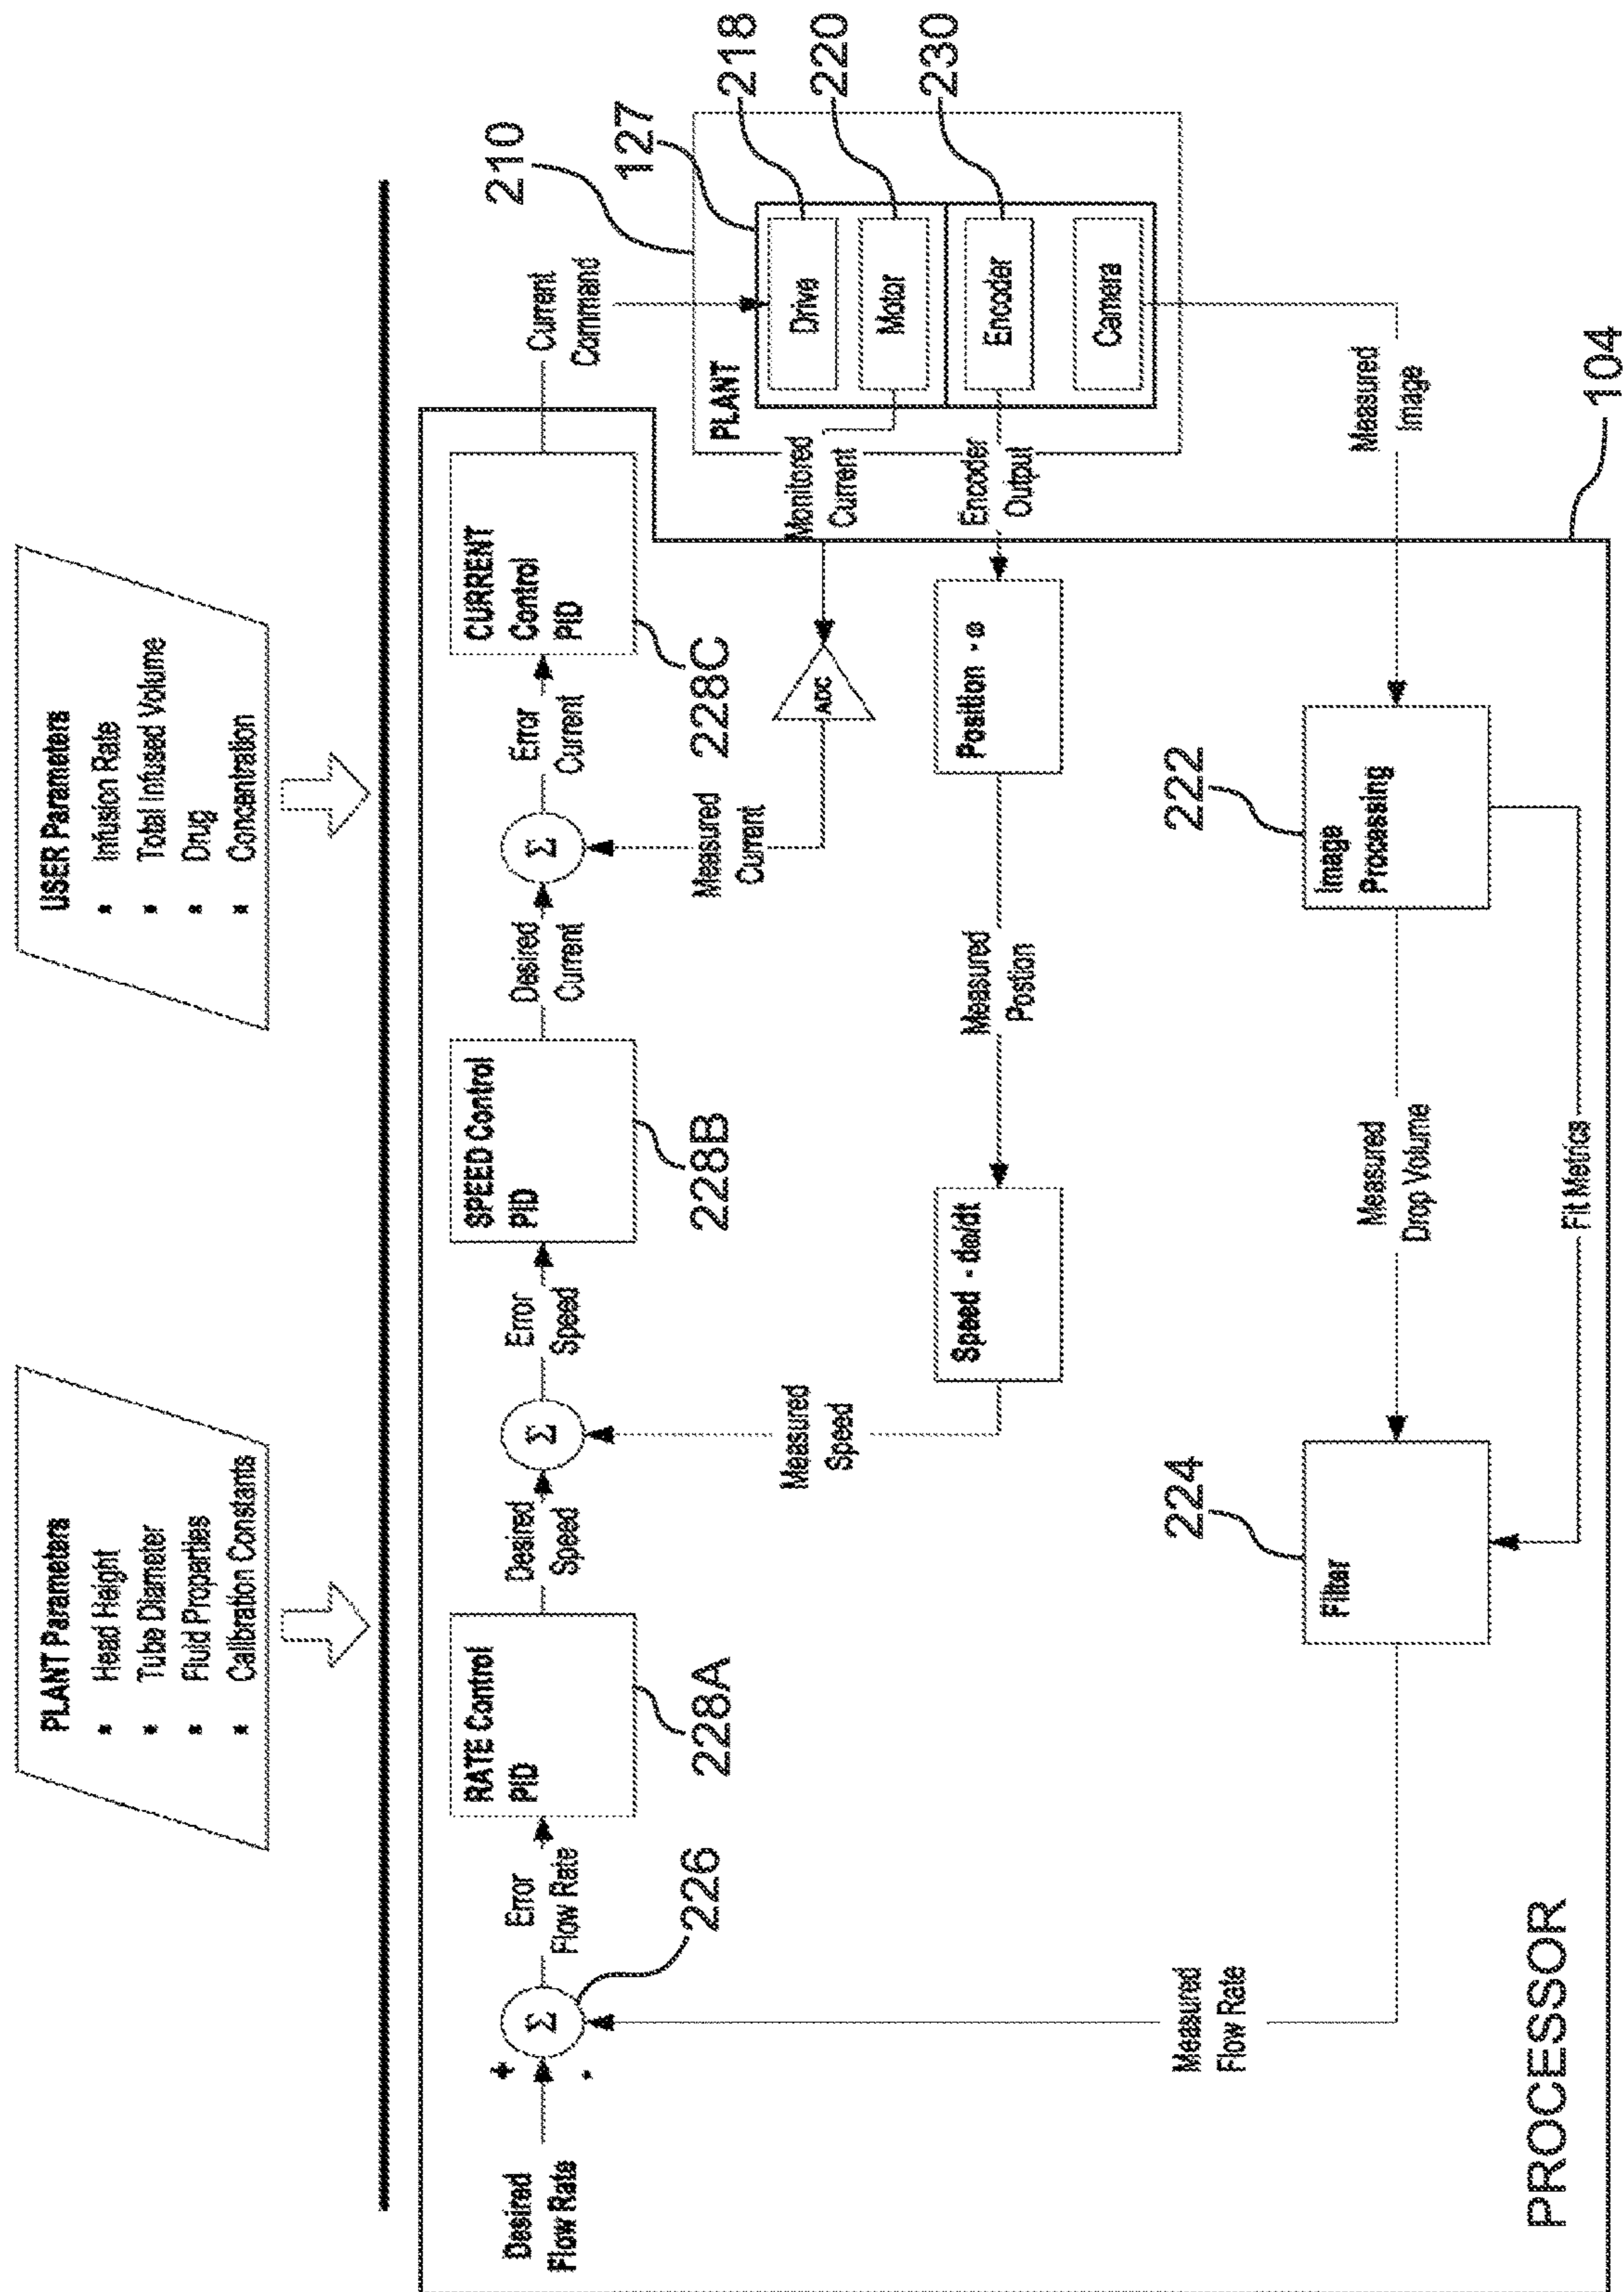 PLANT Parameters
* Head Height
* Tube Diameter
* Fluid Properties
* Calibration Constants
USER Parameters
* Infusion Rate
* Total Infused Volume
* Drug
* Concentration
Desired
Flow Rate
+
-
Σ
226
Error
Flow Rate
RATE Control
PID
228A
Desired
Speed
Σ
Error
Speed
SPEED Control
PID
228B
Desired
Current
Σ
Error
Current
CURRENT
Control
PID
228C
Current
Command
210
127
218
220
230
PLANT
Drive
Motor
Encoder
Camera
Monitored
Current
ADC
Measured
Current
Encoder
Output
Position - ⌀
Measured
Postion
Speed - d⌀/dt
Measured
Speed
Measured
Image
Image
Processing
222
Measured
Drop Volume
Fit Metrics
Filter
224
Measured
Flow Rate
PROCESSOR
104